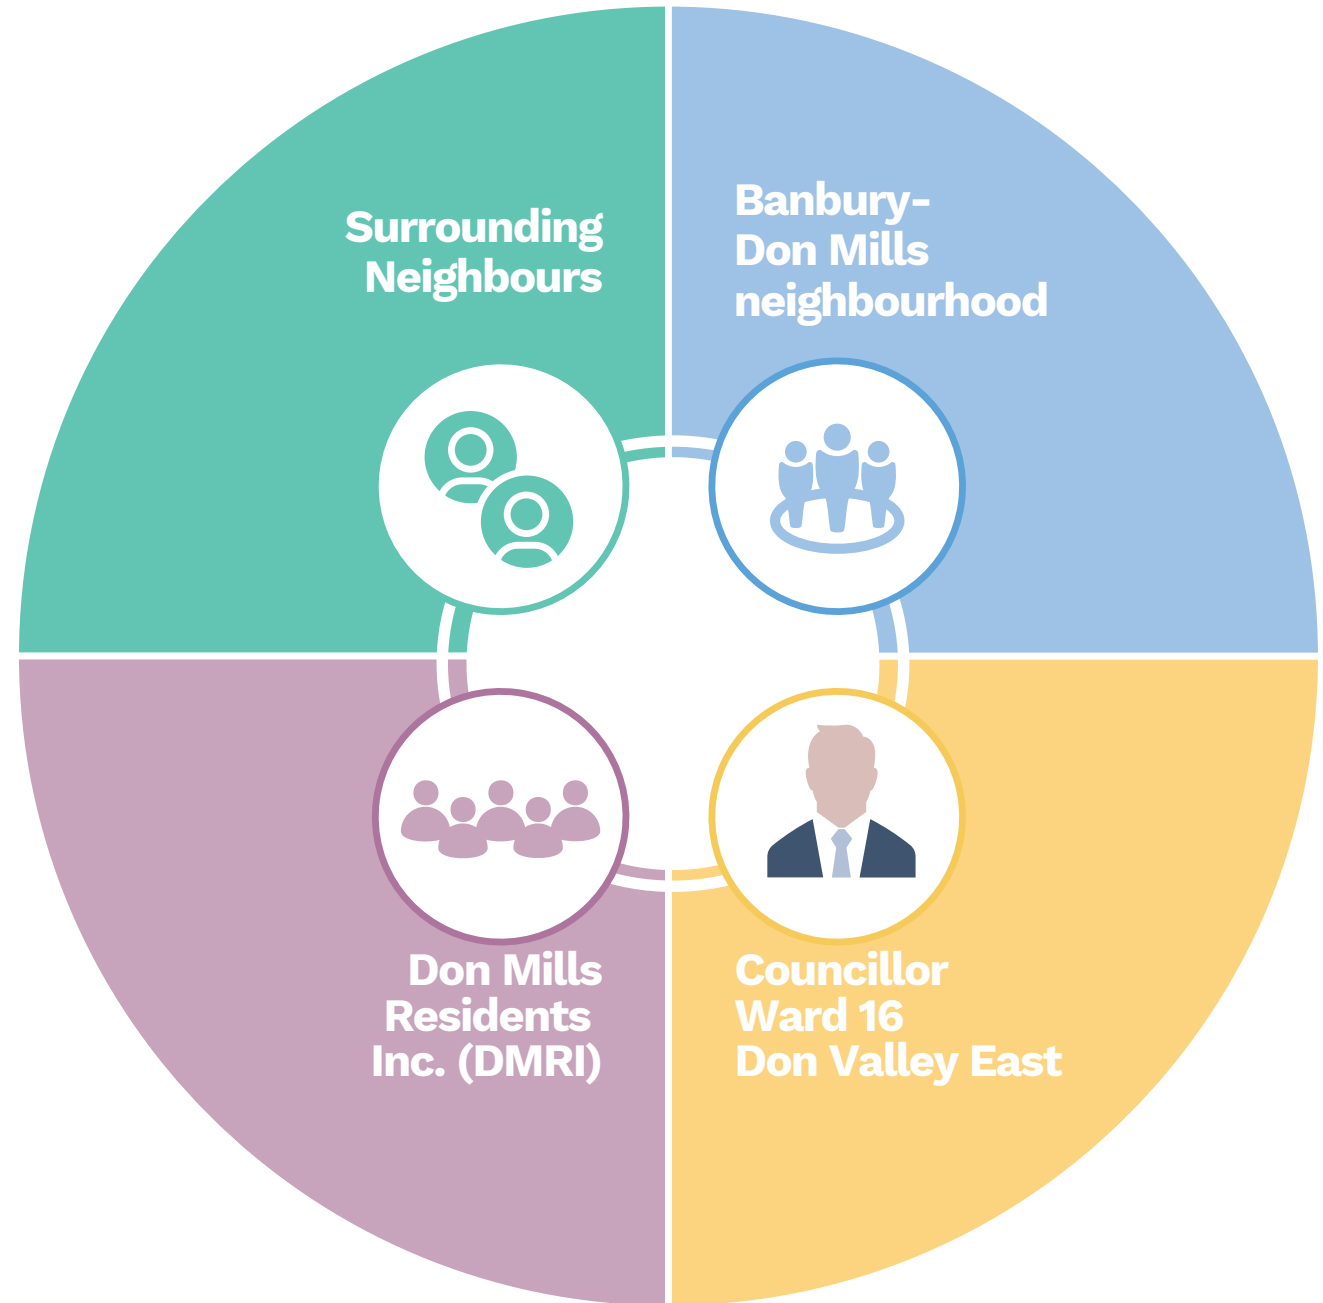 Surrounding
Neighbours
Banbury-
Don Mills
neighbourhood
Don Mills
Residents
Inc. (DMRI)
Councillor
Ward 16
Don Valley East